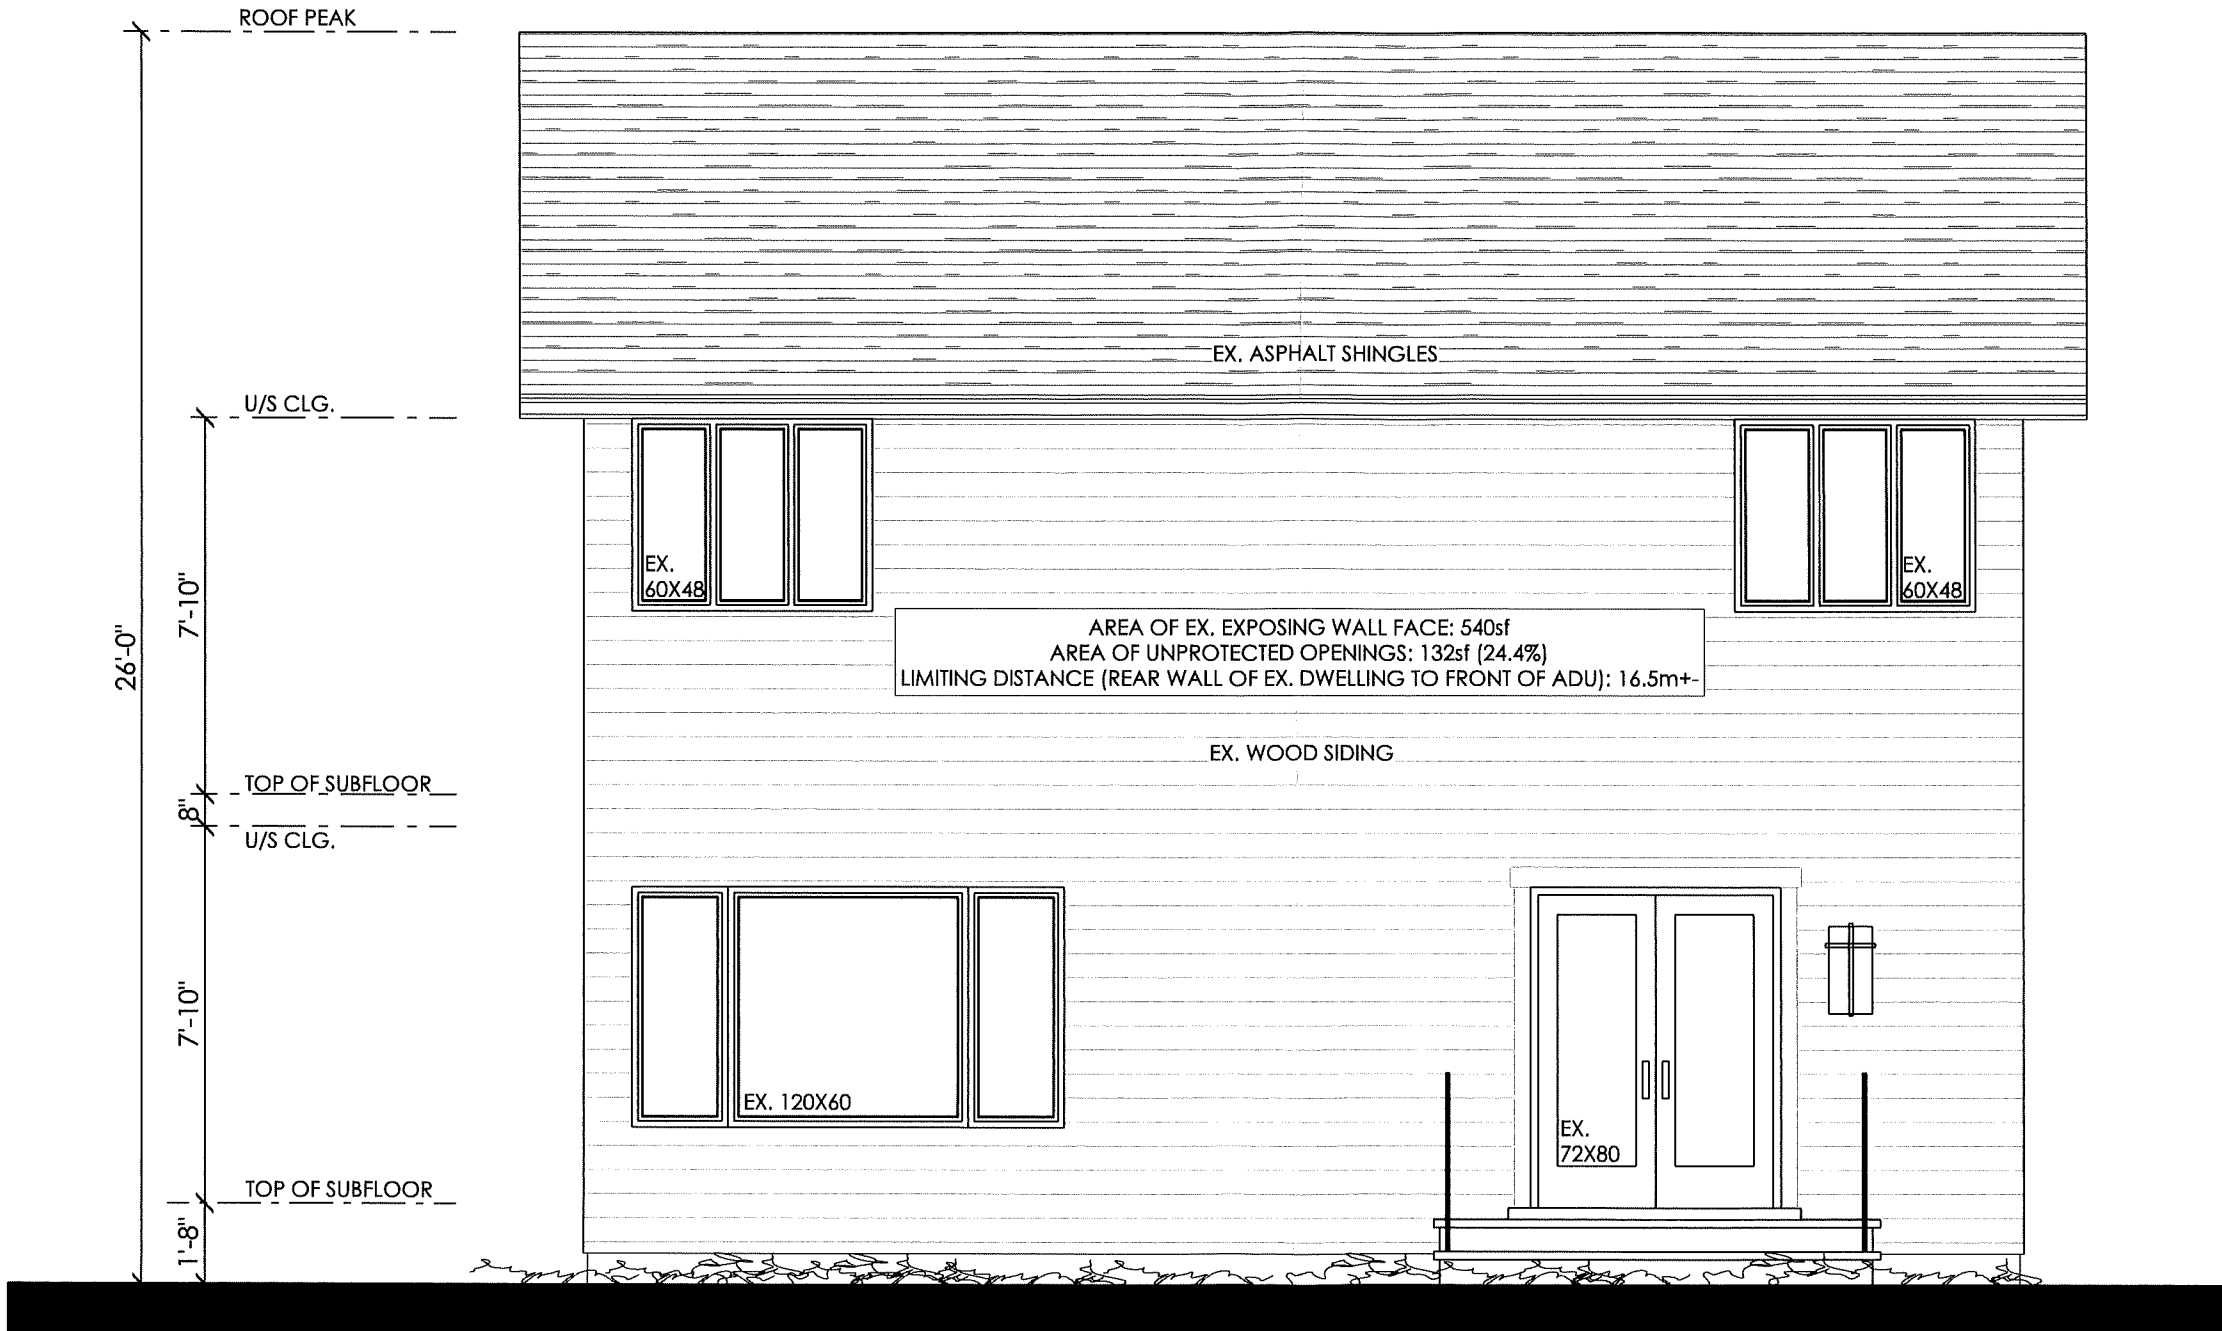 ROOF PEAK
EX. ASPHALT SHINGLES
U/S CLG.
EX.
60X48
EX.
60X48
7'-10"
26'-0"
AREA OF EX. EXPOSING WALL FACE: 540sf
AREA OF UNPROTECTED OPENINGS: 132sf (24.4%)
LIMITING DISTANCE (REAR WALL OF EX. DWELLING TO FRONT OF ADU): 16.5m+-
EX. WOOD SIDING
TOP OF SUBFLOOR
8"
U/S CLG.
7'-10"
EX. 120X60
EX.
72X80
TOP OF SUBFLOOR
1'-8"